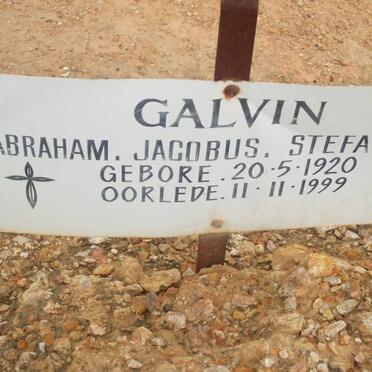 GALVIN
ABRAHAM. JACOBUS. STEFA
GEBORE. 20·5·1920
OORLEDE. 11·11·1999